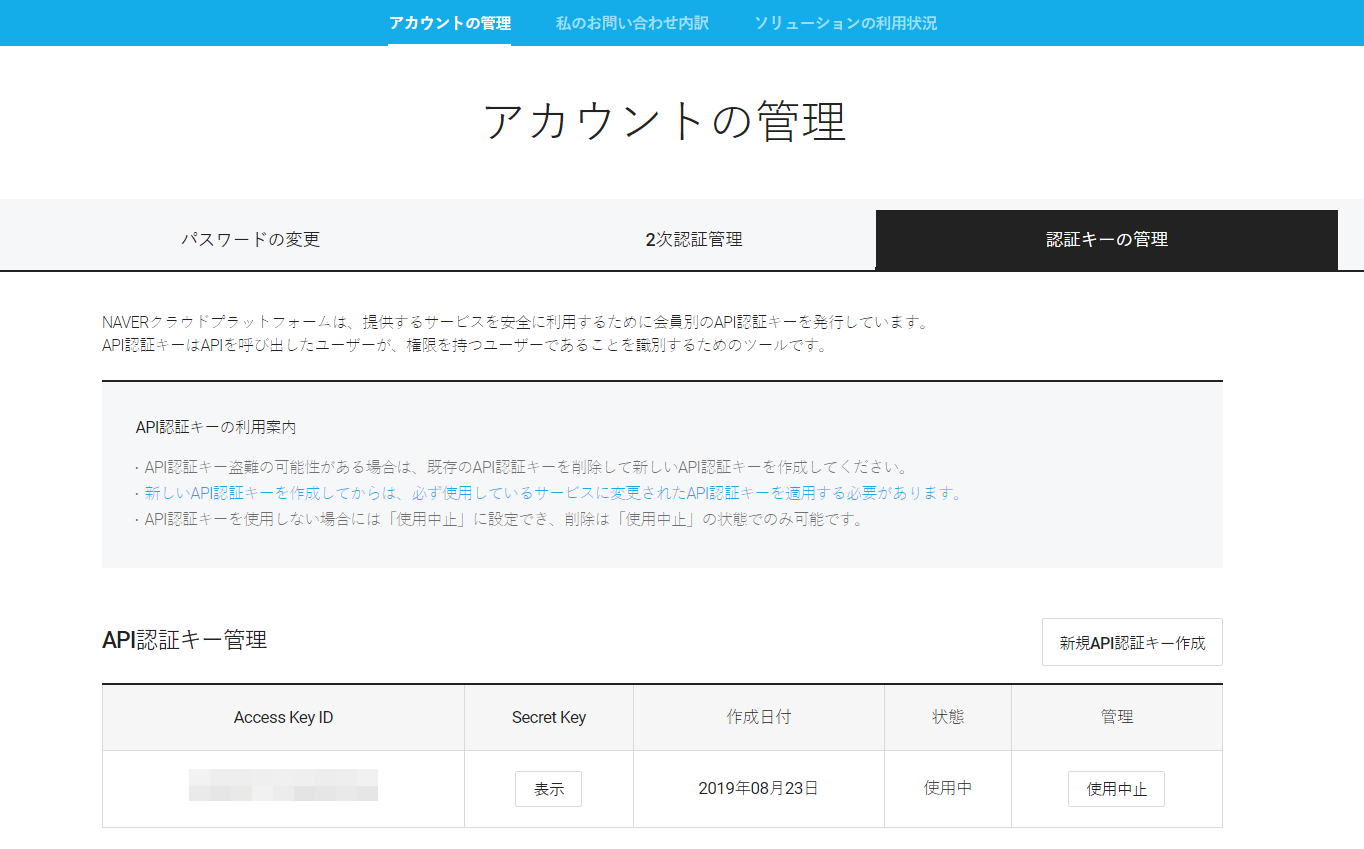 アカウントの管理 私のお問い合わせ内訳 ソリューションの利用状況
アカウントの管理
パスワードの変更 2次認証管理 認証キーの管理
NAVERクラウドプラットフォームは、提供するサービスを安全に利用するために会員別のAPI認証キーを発行しています。
API認証キーはAPIを呼び出したユーザーが、権限を持つユーザーであることを識別するためのツールです。
API認証キーの利用案内
· API認証キー盗難の可能性がある場合は、既存のAPI認証キーを削除して新しいAPI認証キーを作成してください。
· 新しいAPI認証キーを作成してからは、必ず使用しているサービスに変更されたAPI認証キーを適用する必要があります。
· API認証キーを使用しない場合には「使用中止」に設定でき、削除は「使用中止」の状態でのみ可能です。
API認証キー管理 新規API認証キー作成
Access Key ID Secret Key 作成日付 状態 管理
表示 2019年08月23日 使用中 使用中止